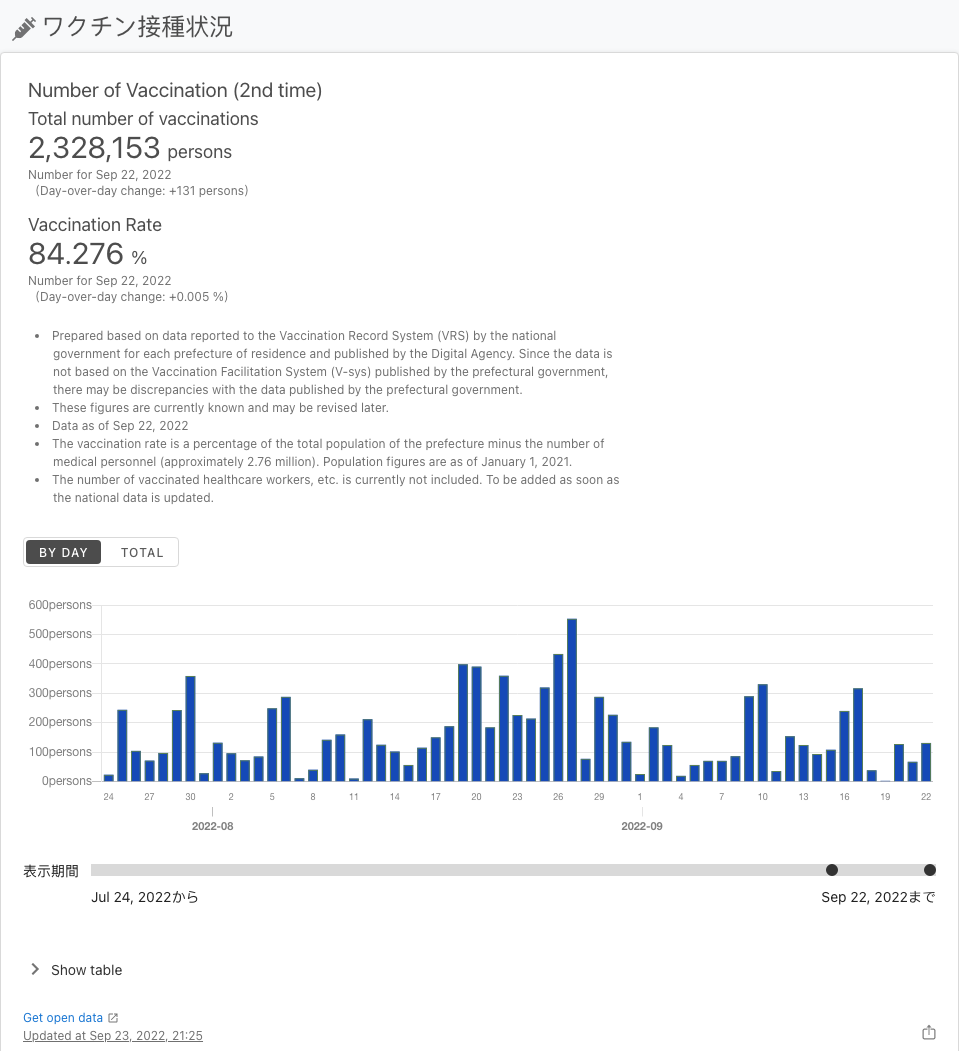 ワクチン接種状況
Number of Vaccination (2nd time)
Total number of vaccinations
2,328,153 persons
Number for Sep 22, 2022
(Day-over-day change: +131 persons)
Vaccination Rate
84.276 %
Number for Sep 22, 2022
(Day-over-day change: +0.005 %)
• Prepared based on data reported to the Vaccination Record System (VRS) by the national
government for each prefecture of residence and published by the Digital Agency. Since the data is
not based on the Vaccination Facilitation System (V-sys) published by the prefectural government,
there may be discrepancies with the data published by the prefectural government.
• These figures are currently known and may be revised later.
• Data as of Sep 22, 2022
• The vaccination rate is a percentage of the total population of the prefecture minus the number of
medical personnel (approximately 2.76 million). Population figures are as of January 1, 2021.
• The number of vaccinated healthcare workers, etc. is currently not included. To be added as soon as
the national data is updated.
BY DAY TOTAL
600persons
500persons
400persons
300persons
200persons
100persons
0persons
24 27 30 2 5 8 11 14 17 20 23 26 29 1 4 7 10 13 16 19 22
2022-08 2022-09
表示期間
Jul 24, 2022から Sep 22, 2022まで
Show table
Get open data
Updated at Sep 23, 2022, 21:25